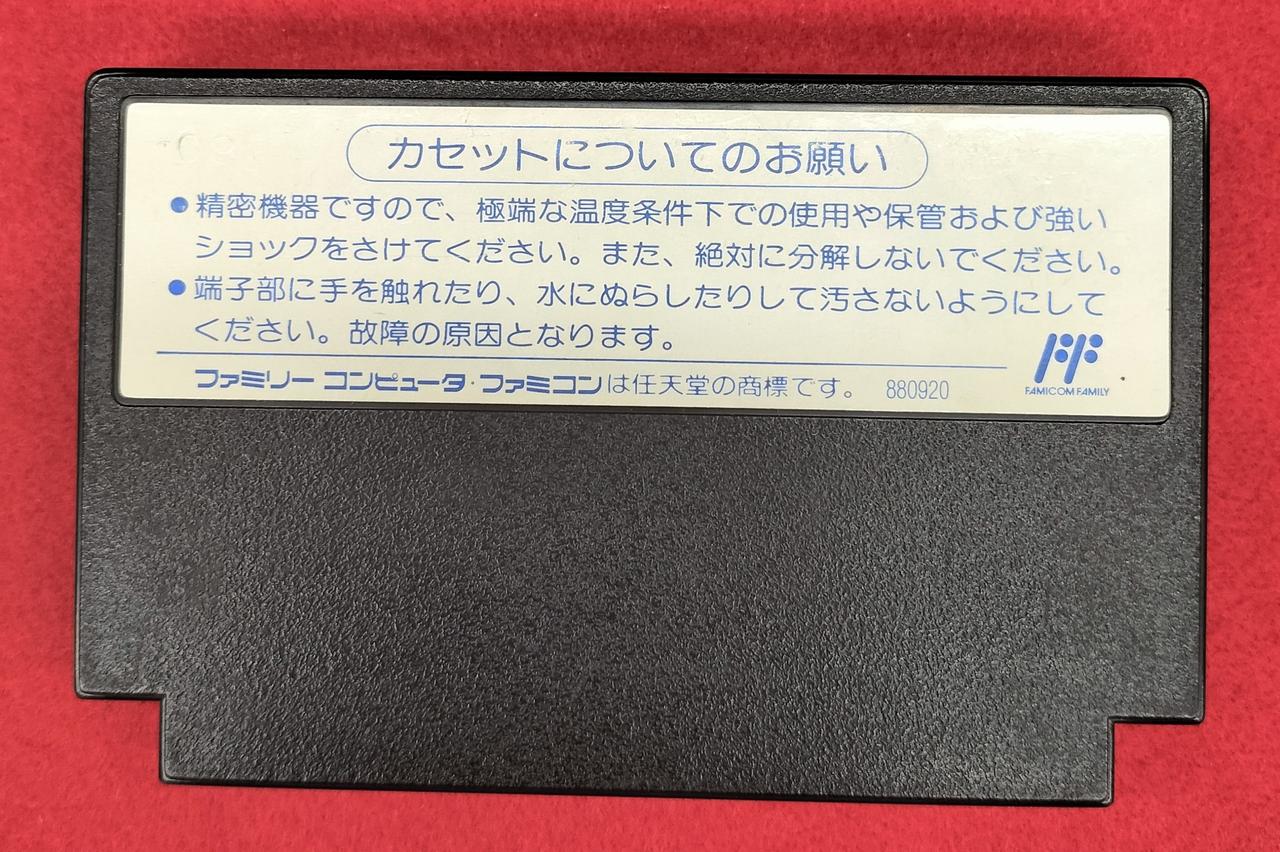 カセットについてのお願い
●精密機器ですので、極端な温度条件下での使用や保管および強い
ショックをさけてください。また、絶対に分解しないでください。
●端子部に手を触れたり、水にぬらしたりして汚さないようにして
ください。故障の原因となります。
ファミリー コンピュータ・ファミコンは任天堂の商標です。 880920
FF
FAMICOM FAMILY